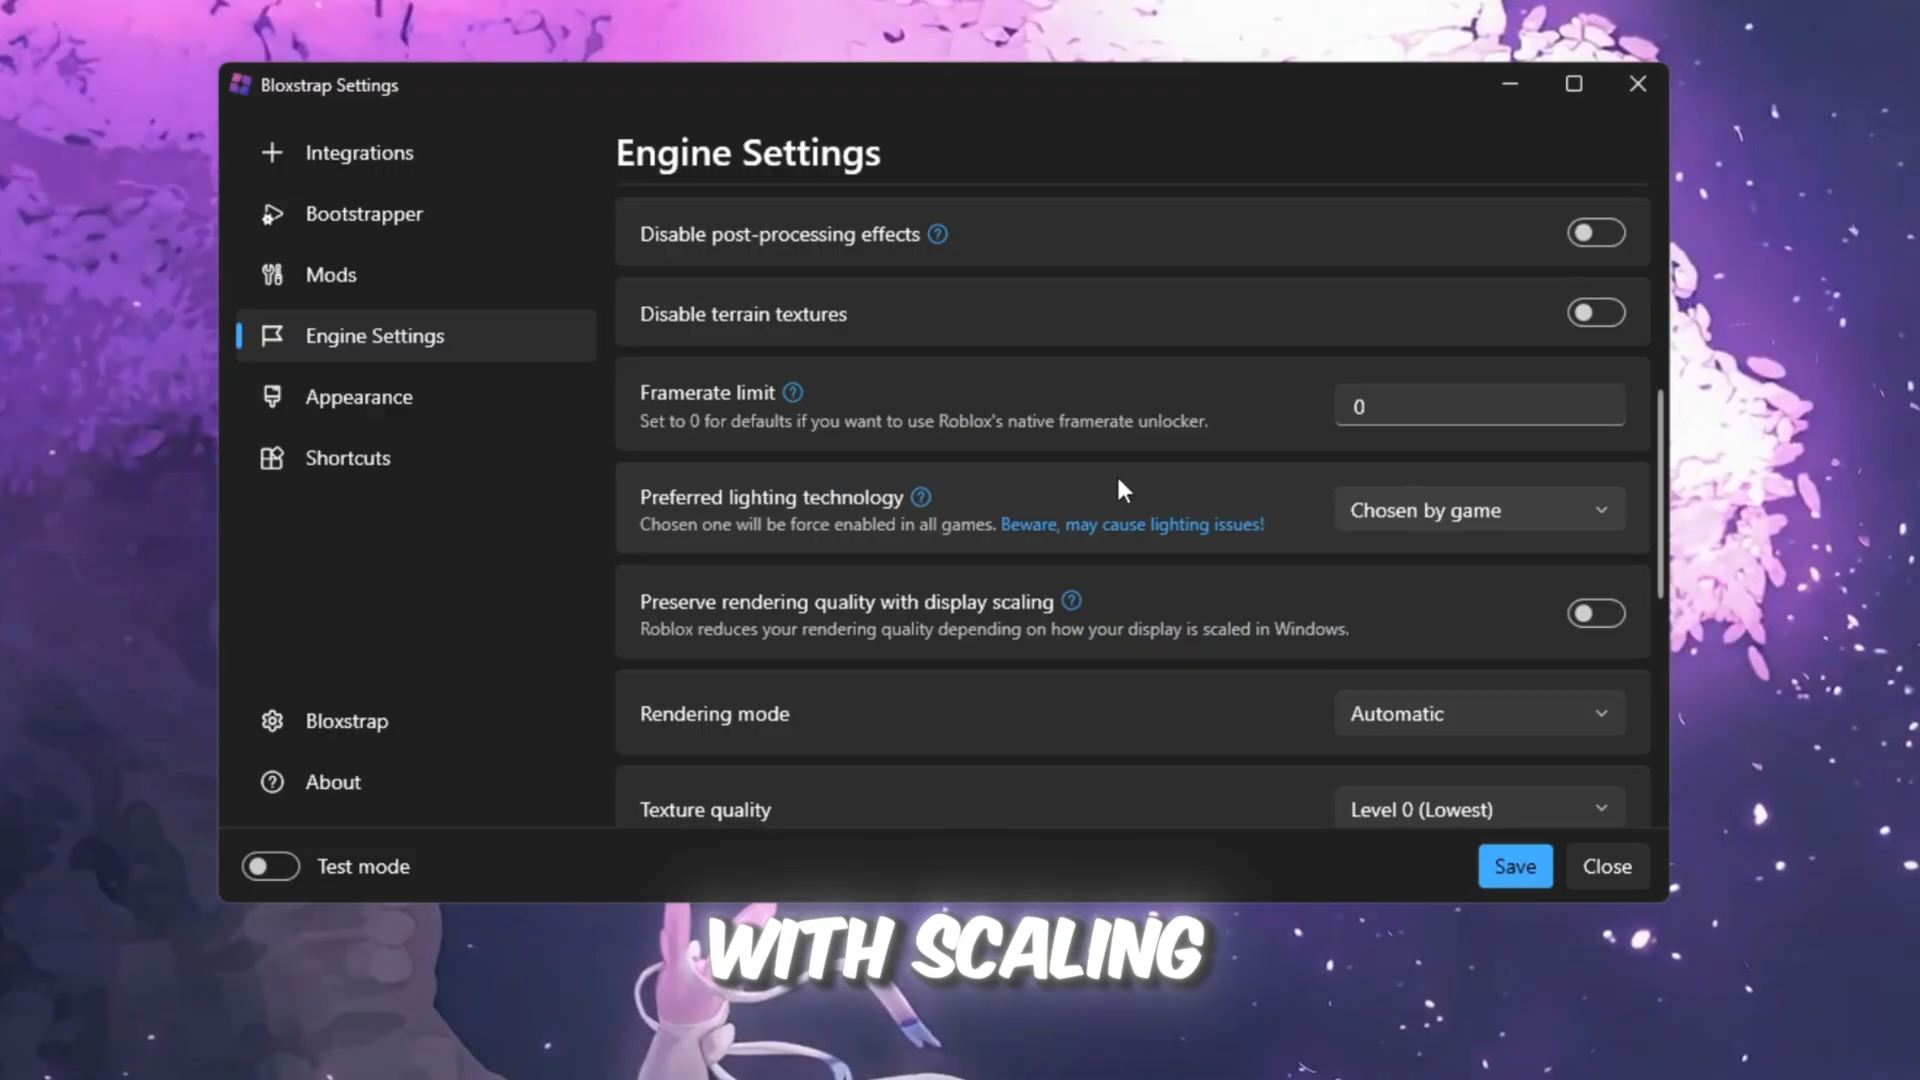 Bloxstrap Settings
Integrations
Bootstrapper
Mods
Engine Settings
Appearance
Shortcuts
Bloxstrap
About
Test mode
Engine Settings
Disable post-processing effects
Disable terrain textures
Framerate limit
Set to 0 for defaults if you want to use Roblox's native framerate unlocker.
0
Preferred lighting technology
Chosen one will be force enabled in all games. Beware, may cause lighting issues!
Chosen by game
Preserve rendering quality with display scaling
Roblox reduces your rendering quality depending on how your display is scaled in Windows.
Rendering mode
Automatic
Texture quality
Level 0 (Lowest)
Save
Close
WITH SCALING